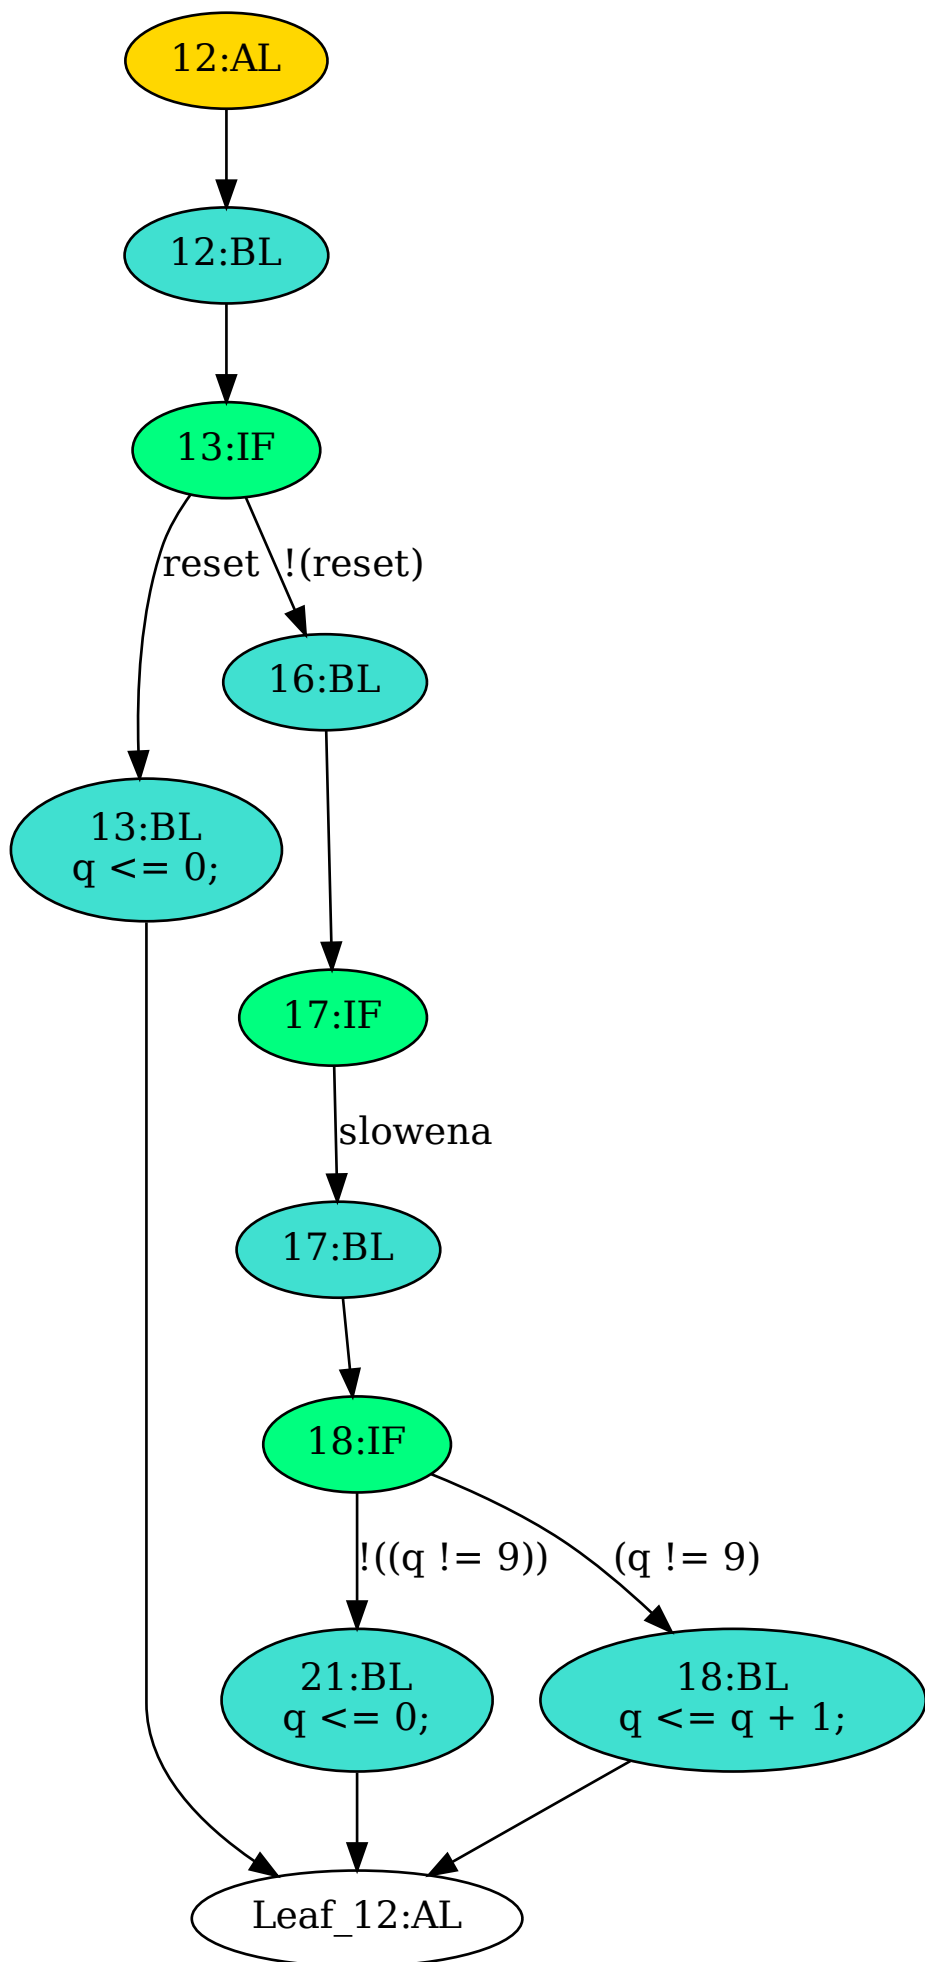 12:AL
12:BL
13:IF
reset
!(reset)
16:BL
13:BL
q <= 0;
17:IF
slowena
17:BL
18:IF
!((q != 9))
(q != 9)
21:BL
q <= 0;
18:BL
q <= q + 1;
Leaf_12:AL